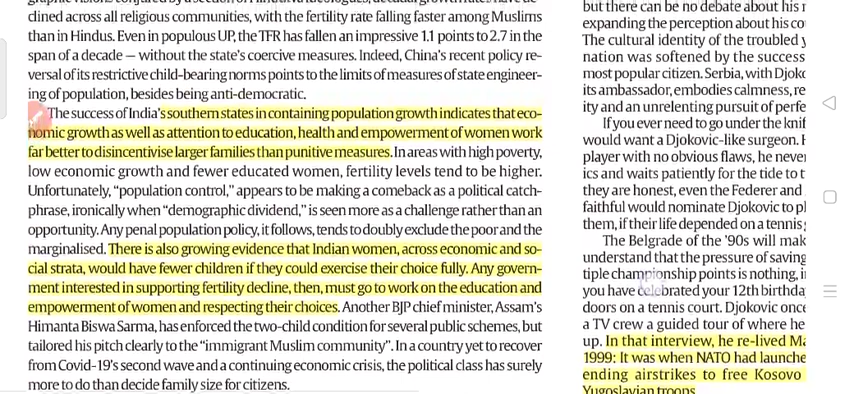 clined across all religious communities, with the fertility rate falling faster among Muslims
than in Hindus. Even in populous UP, the TFR has fallen an impressive 1.1 points to 2.7 in the
span of a decade — without the state's coercive measures. Indeed, China's recent policy re-
versal of its restrictive child-bearing norms points to the limits of measures of state engineer-
ing of population, besides being anti-democratic.
The success of India's southern states in containing population growth indicates that eco-
nomic growth as well as attention to education, health and empowerment of women work
far better to disincentivise larger families than punitive measures. In areas with high poverty,
low economic growth and fewer educated women, fertility levels tend to be higher.
Unfortunately, "population control," appears to be making a comeback as a political catch-
phrase, ironically when "demographic dividend," is seen more as a challenge rather than an
opportunity. Any penal population policy, it follows, tends to doubly exclude the poor and the
marginalised. There is also growing evidence that Indian women, across economic and so-
cial strata, would have fewer children if they could exercise their choice fully. Any govern-
ment interested in supporting fertility decline, then, must go to work on the education and
empowerment of women and respecting their choices. Another BJP chief minister, Assam's
Himanta Biswa Sarma, has enforced the two-child condition for several public schemes, but
tailored his pitch clearly to the "immigrant Muslim community". In a country yet to recover
from Covid-19's second wave and a continuing economic crisis, the political class has surely
more to do than decide family size for citizens.
but there can be no debate about his
expanding the perception about his
The cultural identity of the troubled
nation was softened by the success
most popular citizen. Serbia, with
its ambassador, embodies calmness,
ity and an unrelenting pursuit of
If you ever need to go under the
would want a Djokovic-like surgeon.
player with no obvious flaws, he
ics and waits patiently for the tide to
they are honest, even the Federer and
faithful would nominate Djokovic to
them, if their life depended on a tennis
The Belgrade of the '90s will
understand that the pressure of saving
tiple championship points is nothing,
you have celebrated your 12th
doors on a tennis court. Djokovic once
a TV crew a guided tour of where he
up. In that interview, he re-lived
1999: It was when NATO had
ending airstrikes to free Kosovo
Yugoslavian troops.